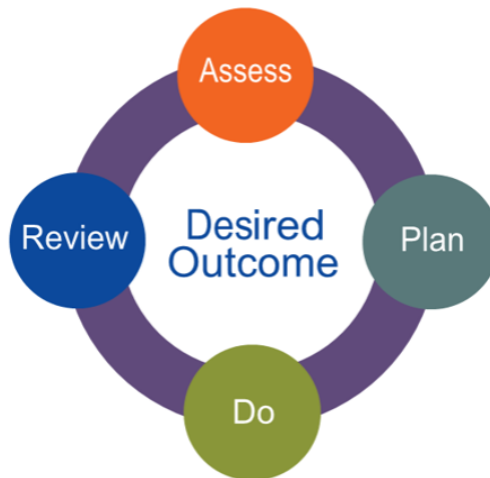 Assess
Review
Desired
Outcome
Plan
Do